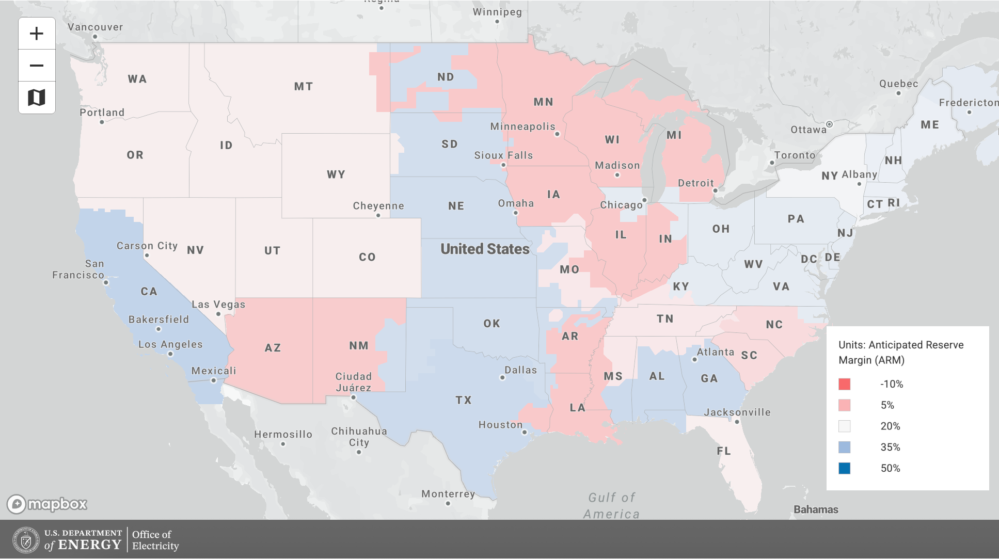 Regina
Winnipeg
Vancouver
+
−
WA
MT
ND
MN
Quebec
Fredericton
Portland
Minneapolis
Ottawa
ME
OR
ID
SD
WI
MI
Sioux Falls
Toronto
WY
Madison
NH
NY
Albany
Detroit
IA
Cheyenne
NE
Omaha
Chicago
CT
RI
PA
OH
NJ
IL
IN
Carson City
NV
UT
CO
United States
San
Francisco
MO
WV
DC
DE
CA
KY
VA
Las Vegas
Bakersfield
OK
TN
NC
AR
Los Angeles
AZ
NM
Atlanta
SC
Mexicali
Ciudad
Juárez
Dallas
MS
AL
GA
TX
LA
Jacksonville
Houston
Hermosillo
Chihuahua
City
FL
Monterrey
Gulf of
America
Bahamas
Units: Anticipated Reserve
Margin (ARM)
-10%
5%
20%
35%
50%
mapbox
U.S. DEPARTMENT
of ENERGY
Office of
Electricity